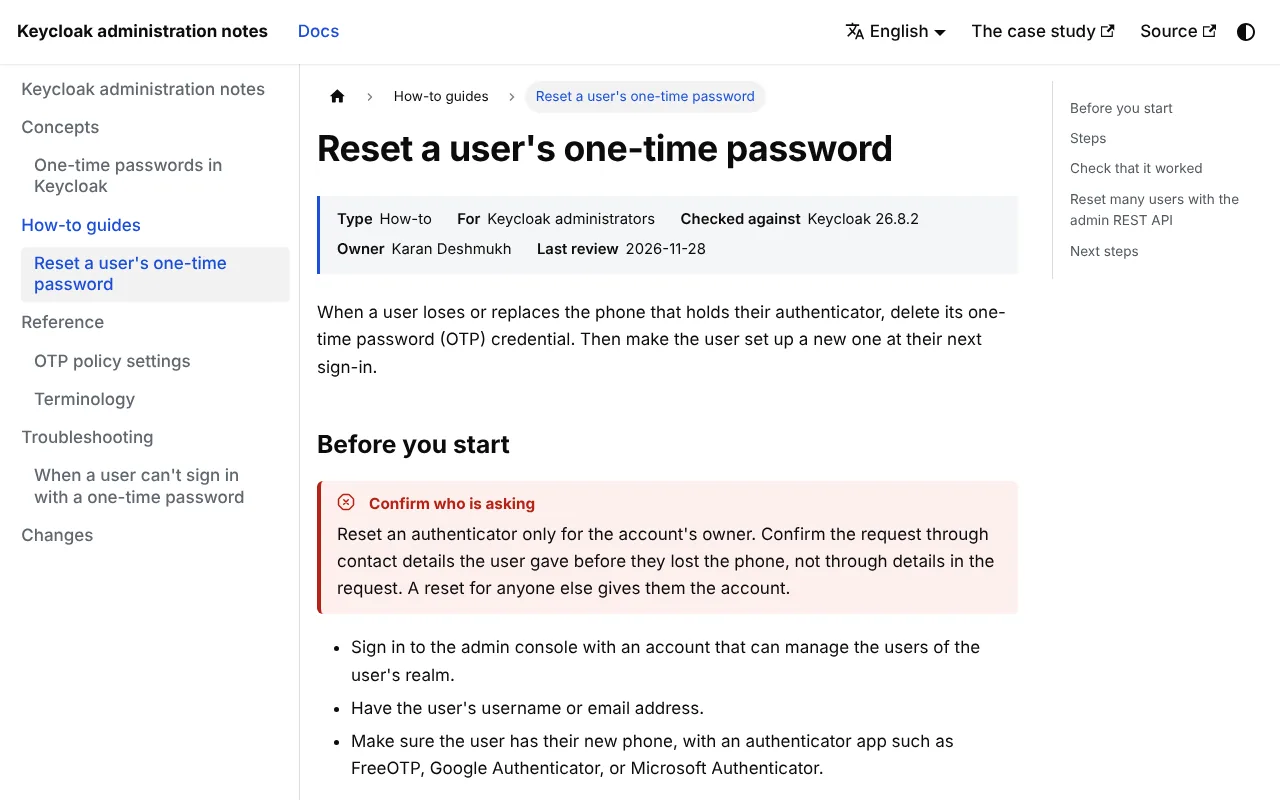 Keycloak administration notes
Docs
English
The case study
Source
Keycloak administration notes
Concepts
One-time passwords in
Keycloak
How-to guides
Reset a user's one-time
password
Reference
OTP policy settings
Terminology
Troubleshooting
When a user can't sign in
with a one-time password
Changes
How-to guides
Reset a user's one-time password
Reset a user's one-time password
Type How-to For Keycloak administrators Checked against Keycloak 26.8.2
Owner Karan Deshmukh Last review 2026-11-28
When a user loses or replaces the phone that holds their authenticator, delete its one-
time password (OTP) credential. Then make the user set up a new one at their next
sign-in.
Before you start
Confirm who is asking
Reset an authenticator only for the account's owner. Confirm the request through
contact details the user gave before they lost the phone, not through details in the
request. A reset for anyone else gives them the account.
Sign in to the admin console with an account that can manage the users of the
user's realm.
Have the user's username or email address.
Make sure the user has their new phone, with an authenticator app such as
FreeOTP, Google Authenticator, or Microsoft Authenticator.
Before you start
Steps
Check that it worked
Reset many users with the
admin REST API
Next steps